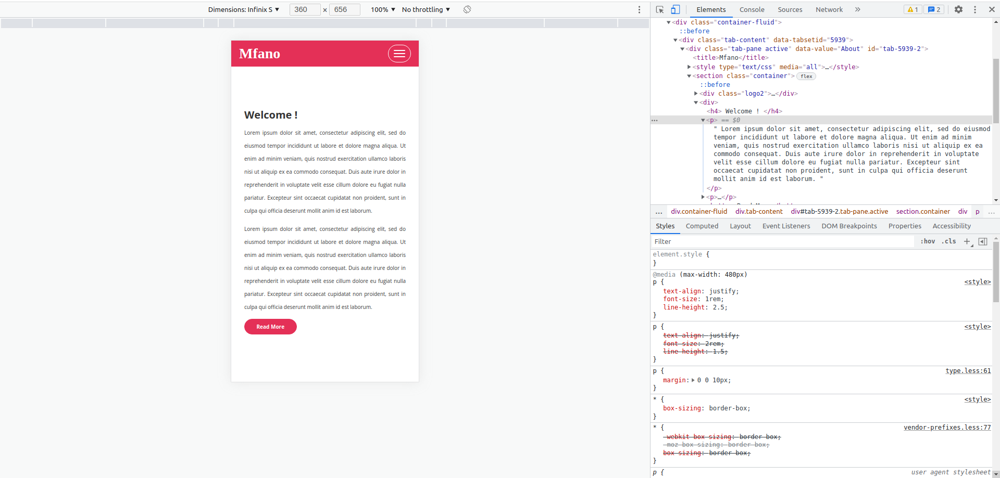 Dimensions: Infinix S ▼ 360 × 656 100% ▼ No throttling ▼
Mfano
Welcome !
Lorem ipsum dolor sit amet, consectetur adipiscing elit, sed do
eiusmod tempor incididunt ut labore et dolore magna aliqua. Ut
enim ad minim veniam, quis nostrud exercitation ullamco laboris
nisi ut aliquip ex ea commodo consequat. Duis aute irure dolor in
reprehenderit in voluptate velit esse cillum dolore eu fugiat nulla
pariatur. Excepteur sint occaecat cupidatat non proident, sunt in
culpa qui officia deserunt mollit anim id est laborum.
Lorem ipsum dolor sit amet, consectetur adipiscing elit, sed do
eiusmod tempor incididunt ut labore et dolore magna aliqua. Ut
enim ad minim veniam, quis nostrud exercitation ullamco laboris
nisi ut aliquip ex ea commodo consequat. Duis aute irure dolor in
reprehenderit in voluptate velit esse cillum dolore eu fugiat nulla
pariatur. Excepteur sint occaecat cupidatat non proident, sunt in
culpa qui officia deserunt mollit anim id est laborum.
Read More
Elements Console Sources Network » 1 2
▼<div class="container-fluid">
::before
▼<div class="tab-content" data-tabsetid="5939">
▼<div class="tab-pane active" data-value="About" id="tab-5939-2">
<title>Mfano</title>
▶<style type="text/css" media="all">…</style>
▼<section class="container"> flex
::before
▶<div class="logo2">…</div>
▼<div>
<h4> Welcome ! </h4>
… ▼<p> == $0
" Lorem ipsum dolor sit amet, consectetur adipiscing elit, sed do eiusmod
tempor incididunt ut labore et dolore magna aliqua. Ut enim ad minim
veniam, quis nostrud exercitation ullamco laboris nisi ut aliquip ex ea
commodo consequat. Duis aute irure dolor in reprehenderit in voluptate
velit esse cillum dolore eu fugiat nulla pariatur. Excepteur sint
occaecat cupidatat non proident, sunt in culpa qui officia deserunt
mollit anim id est laborum. "
</p>
▶<p>…</p>
… div.container-fluid div.tab-content div#tab-5939-2.tab-pane.active section.container div p …
Styles Computed Layout Event Listeners DOM Breakpoints Properties Accessibility
Filter :hov .cls +
element.style {
}
@media (max-width: 480px)
p { <style>
text-align: justify;
font-size: 1rem;
line-height: 2.5;
}
p { <style>
text-align: justify;
font-size: 2rem;
line-height: 1.5;
}
p { type.less:61
margin:▶ 0 0 10px;
}
* { <style>
box-sizing: border-box;
}
* { vendor-prefixes.less:77
-webkit-box-sizing: border-box;
-moz-box-sizing: border-box;
box-sizing: border-box;
}
p { user agent stylesheet